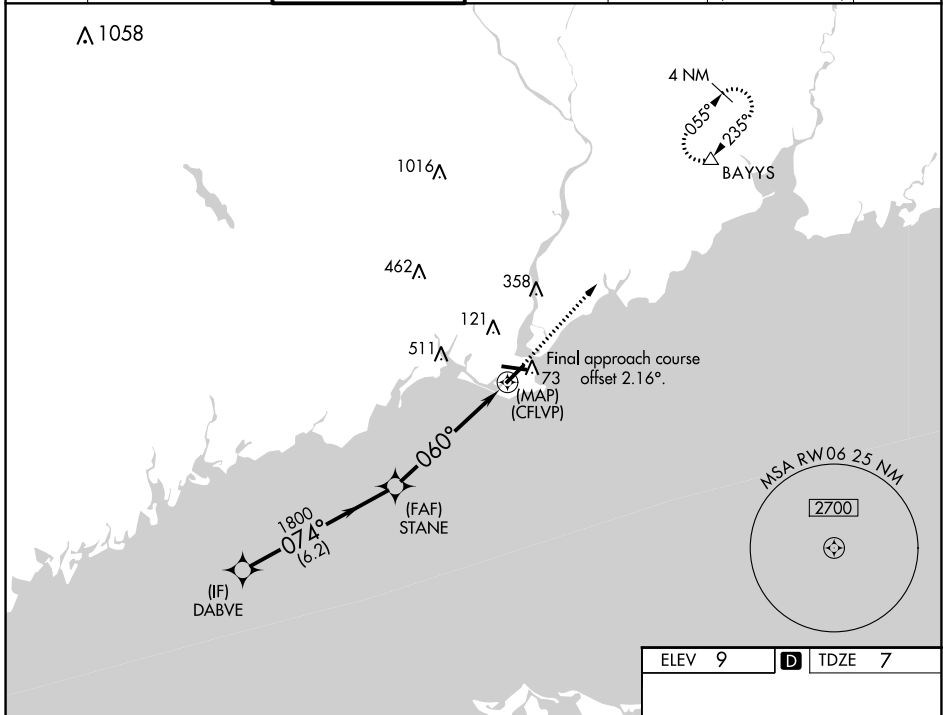 1058
4 NM
055°
235°
BAYYS
1016
462
358
121
511
73
Final approach course
offset 2.16°.
(MAP)
(CFLVP)
060°
(FAF)
STANE
1800
074°
(6.2)
(IF)
DABVE
MSA RW06 25 NM
2700
ELEV 9 D TDZE 7